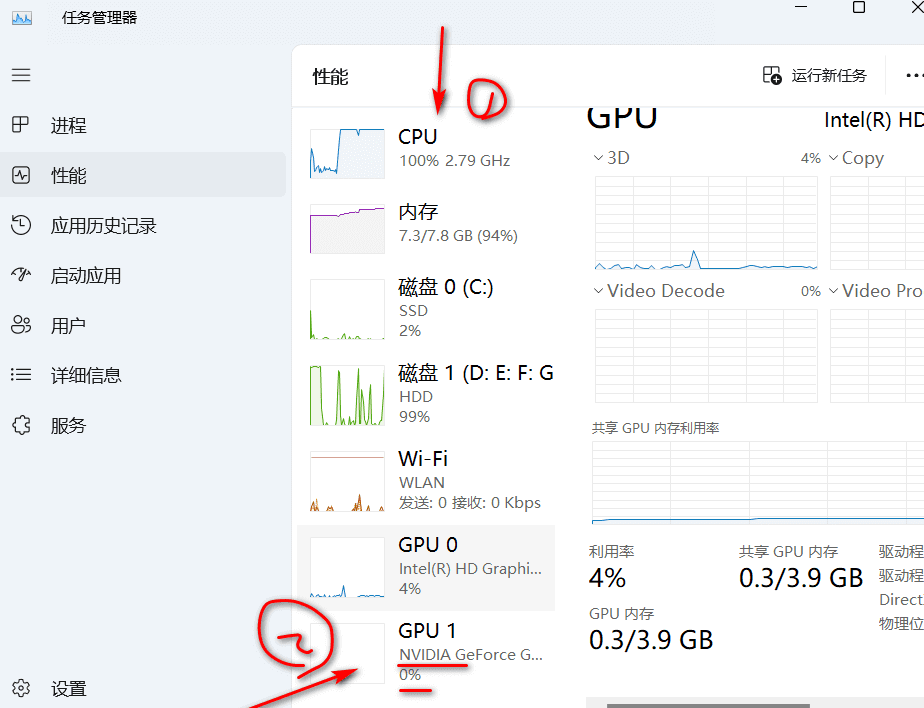 任务管理器
性能
运行新任务
进程
性能
应用历史记录
启动应用
用户
详细信息
服务
设置
1
CPU
100% 2.79 GHz
内存
7.3/7.8 GB (94%)
磁盘 0 (C:)
SSD
2%
磁盘 1 (D: E: F: G
HDD
99%
Wi-Fi
WLAN
发送: 0 接收: 0 Kbps
GPU 0
Intel(R) HD Graphi...
4%
2
GPU 1
NVIDIA GeForce G...
0%
GPU
Intel(R) HD
3D
4%
Copy
Video Decode
0%
Video Pro
共享 GPU 内存利用率
利用率
4%
共享 GPU 内存
0.3/3.9 GB
GPU 内存
0.3/3.9 GB
驱动程
驱动程
Direct
物理位